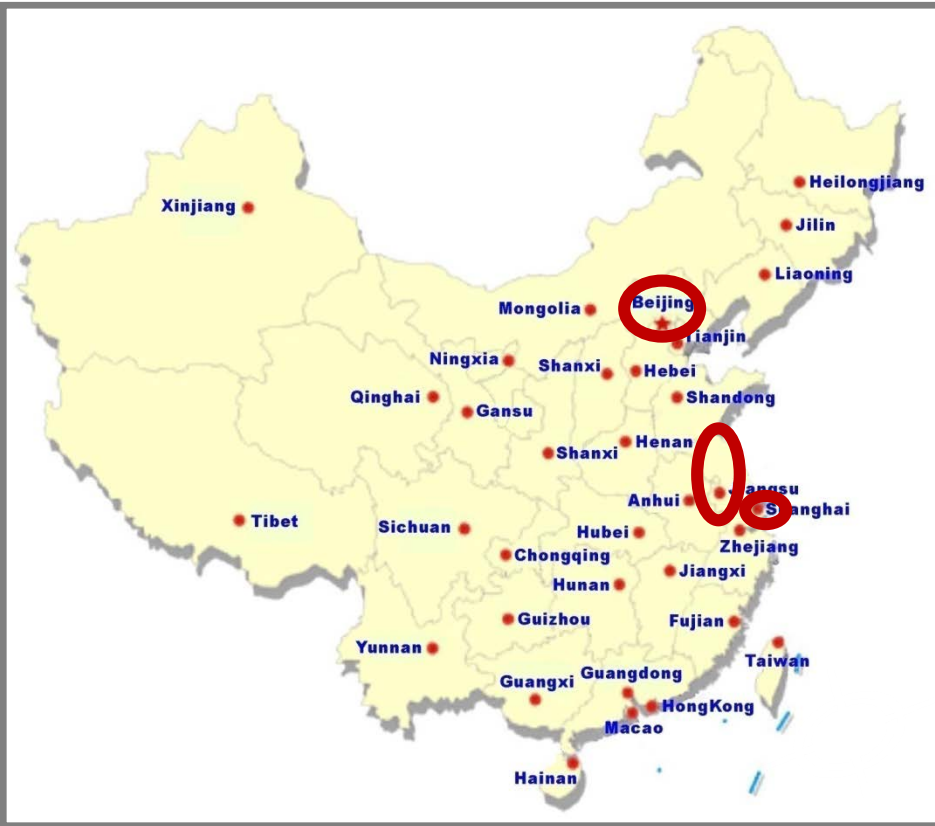 Heilongjiang
Xinjiang
Jilin
Liaoning
Beijing
Mongolia
Tianjin
Ningxia
Shanxi
Hebei
Qinghai
Gansu
Shandong
Henan
Shanxi
Jiangsu
Anhui
Shanghai
Tibet
Sichuan
Hubei
Zhejiang
Chongqing
Jiangxi
Hunan
Guizhou
Fujian
Yunnan
Taiwan
Guangdong
Guangxi
HongKong
Macao
Hainan